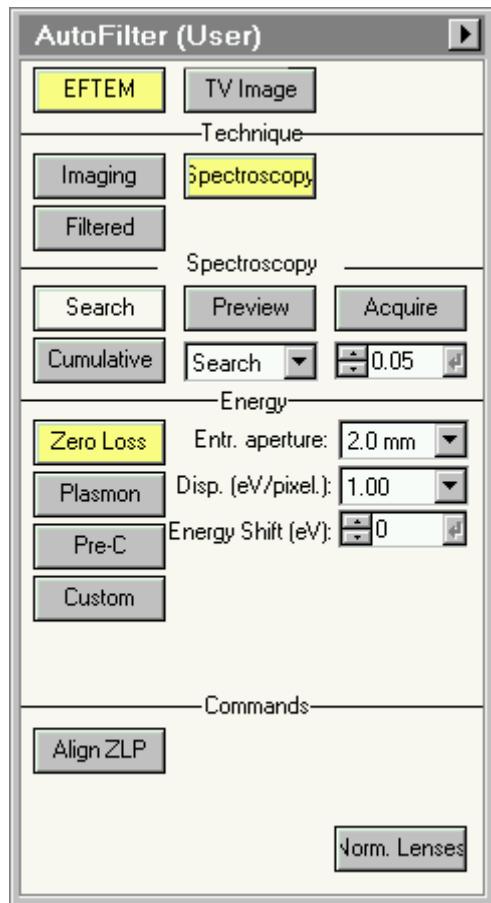 AutoFilter (User)
EFTEM TV Image
Technique
Imaging Spectroscopy
Filtered
Spectroscopy
Search Preview Acquire
Cumulative Search 0.05
Energy
Zero Loss Entr. aperture: 2.0 mm
Plasmon Disp. (eV/pixel.): 1.00
Pre-C Energy Shift (eV): 0
Custom
Commands
Align ZLP
Norm. Lenses